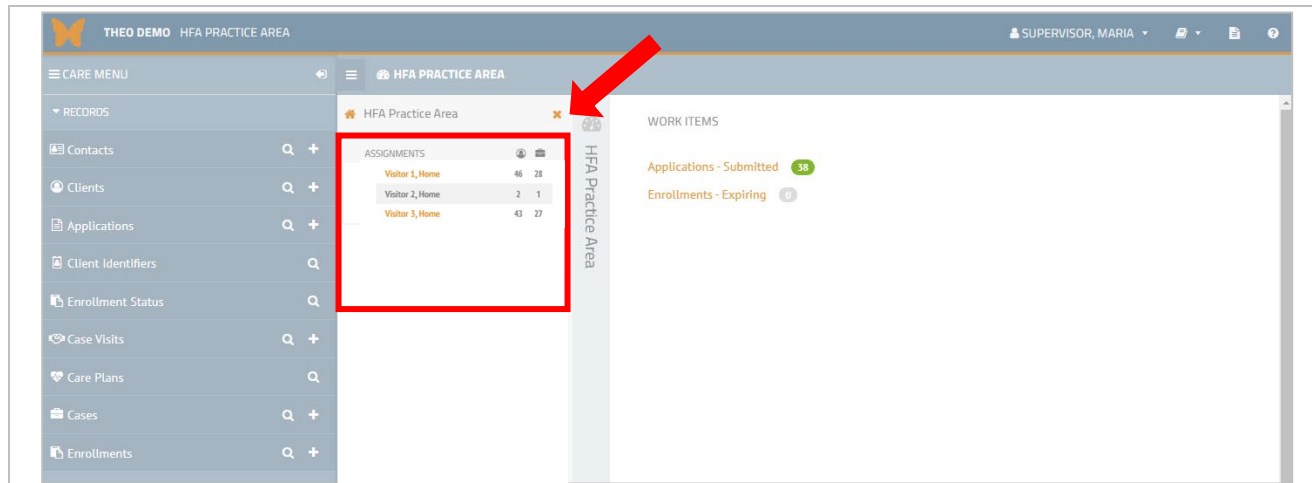 THEO DEMO HFA PRACTICE AREA
SUPERVISOR, MARIA
CARE MENU
HFA PRACTICE AREA
RECORDS
Contacts
Clients
Applications
Client Identifiers
Enrollment Status
Case Visits
Care Plans
Cases
Enrollments
HFA Practice Area
ASSIGNMENTS
Visitor 1, Home 46 28
Visitor 2, Home 2 1
Visitor 3, Home 43 27
HFA Practice Area
WORK ITEMS
Applications - Submitted 38
Enrollments - Expiring 0